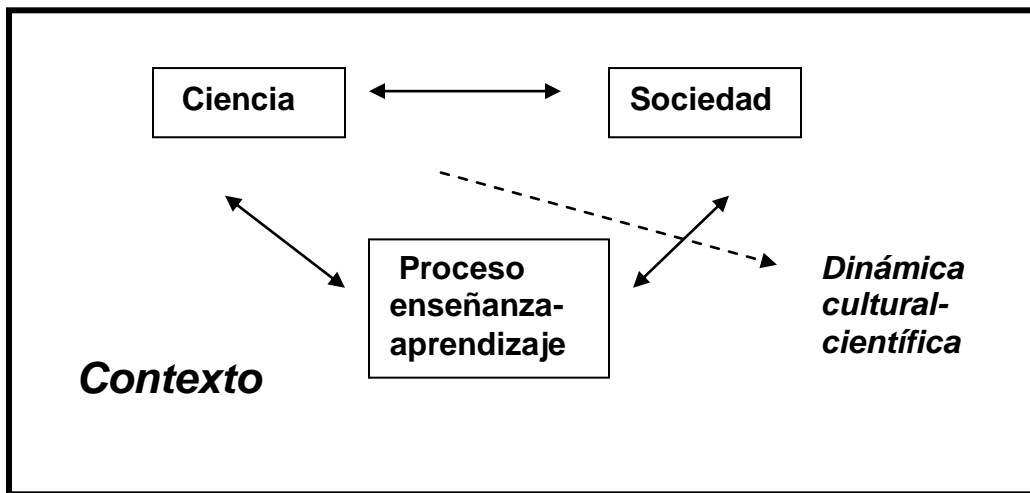 Ciencia
Sociedad
Proceso
enseñanza-
aprendizaje
Dinámica
cultural-
científica
Contexto